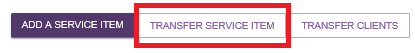 ADD A SERVICE ITEM TRANSFER SERVICE ITEM TRANSFER CLIENTS